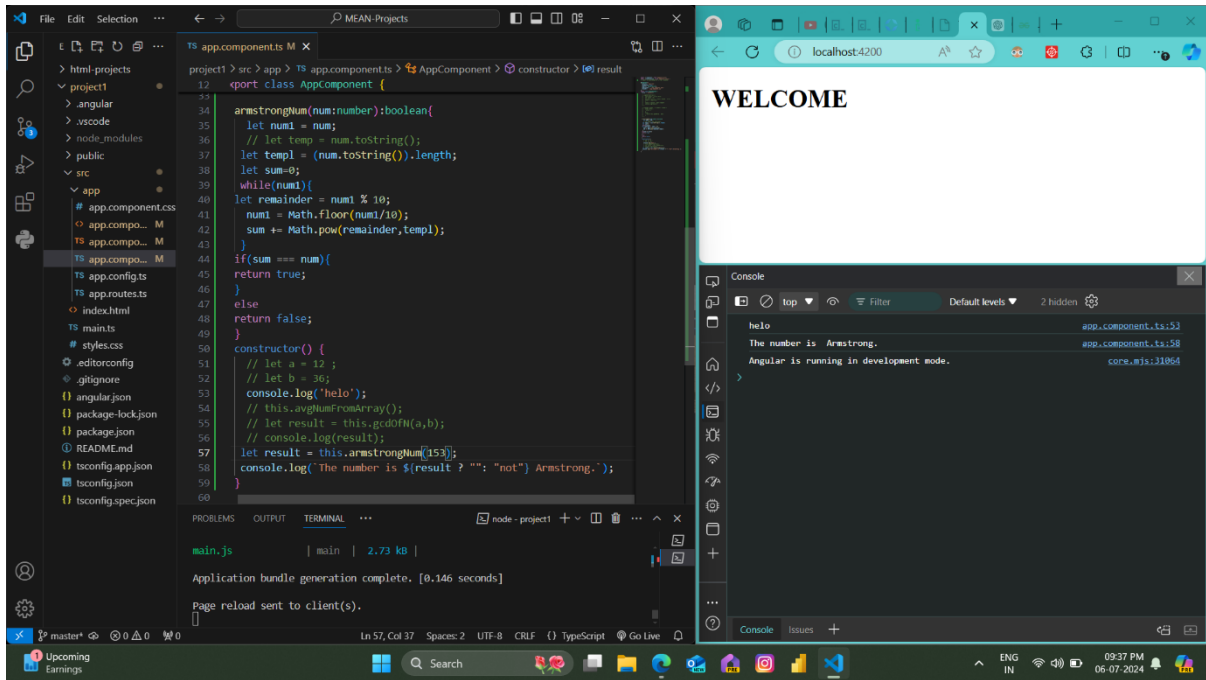 File Edit Selection ...
MEAN-Projects
E
html-projects
project1
.angular
.vscode
node_modules
public
src
app
# app.component.css
<> app.compo... M
TS app.compo... M
TS app.compo... M
TS app.config.ts
TS app.routes.ts
<> index.html
TS main.ts
# styles.css
.editorconfig
.gitignore
{} angular.json
{} package-lock.json
{} package.json
README.md
{} tsconfig.app.json
tsconfig.json
{} tsconfig.spec.json
3
TS app.component.ts M ×
project1 > src > app > TS app.component.ts > AppComponent > constructor > result
12 xport class AppComponent {
33
34 armstrongNum(num:number):boolean{
35 let num1 = num;
36 // let temp = num.toString();
37 let templ = (num.toString()).length;
38 let sum=0;
39 while(num1){
40 let remainder = num1 % 10;
41 num1 = Math.floor(num1/10);
42 sum += Math.pow(remainder,templ);
43 }
44 if(sum === num){
45 return true;
46 }
47 else
48 return false;
49 }
50 constructor() {
51 // let a = 12 ;
52 // let b = 36;
53 console.log('helo');
54 // this.avgNumFromArray();
55 // let result = this.gcdOfN(a,b);
56 // console.log(result);
57 let result = this.armstrongNum(153);
58 console.log(`The number is ${result ? "": "not"} Armstrong.`);
59 }
60
PROBLEMS OUTPUT TERMINAL ... node - project1
main.js | main | 2.73 kB |
Application bundle generation complete. [0.146 seconds]
Page reload sent to client(s).
master* 0 0 0 Ln 57, Col 37 Spaces: 2 UTF-8 CRLF {} TypeScript Go Live
localhost:4200
WELCOME
Console
top Filter Default levels 2 hidden
helo app.component.ts:53
The number is Armstrong. app.component.ts:58
Angular is running in development mode. core.mjs:31064
Console Issues
1 Upcoming
Earnings
Search
ENG
IN
09:37 PM
06-07-2024